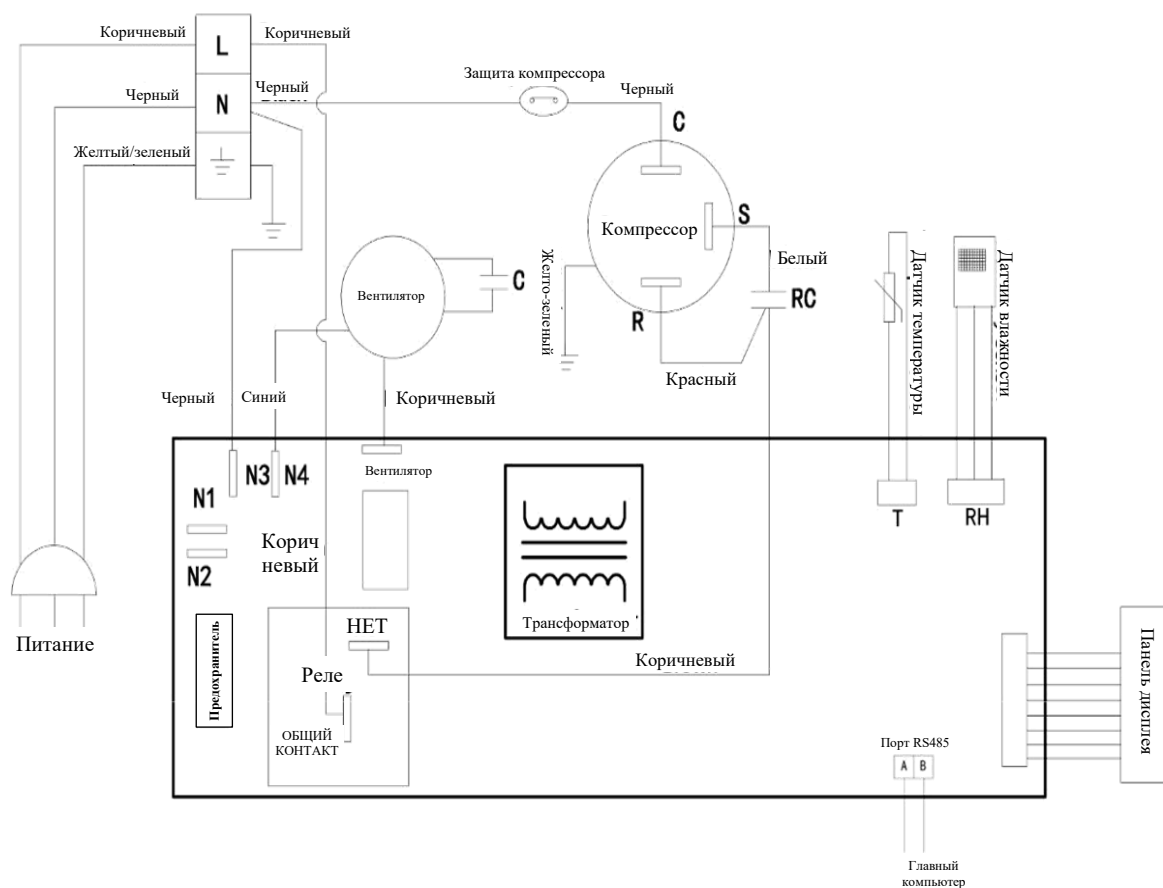 Коричневый
L
Коричневый
Защита компрессора
Черный
N
Черный
Черный
C
Желтый/зеленый
Компрессор
S
Белый
Вентилятор
C
Желто-зеленый
R
RC
Красный
Датчик температуры
Датчик влажности
Черный
Синий
Коричневый
N3
N4
Вентилятор
N1
N2
T
RH
Корич
невый
Трансформатор
Питание
Предохранитель
НЕТ
Реле
Коричневый
ОБЩИЙ
КОНТАКТ
Панель дисплея
Порт RS485
A B
Главный
компьютер